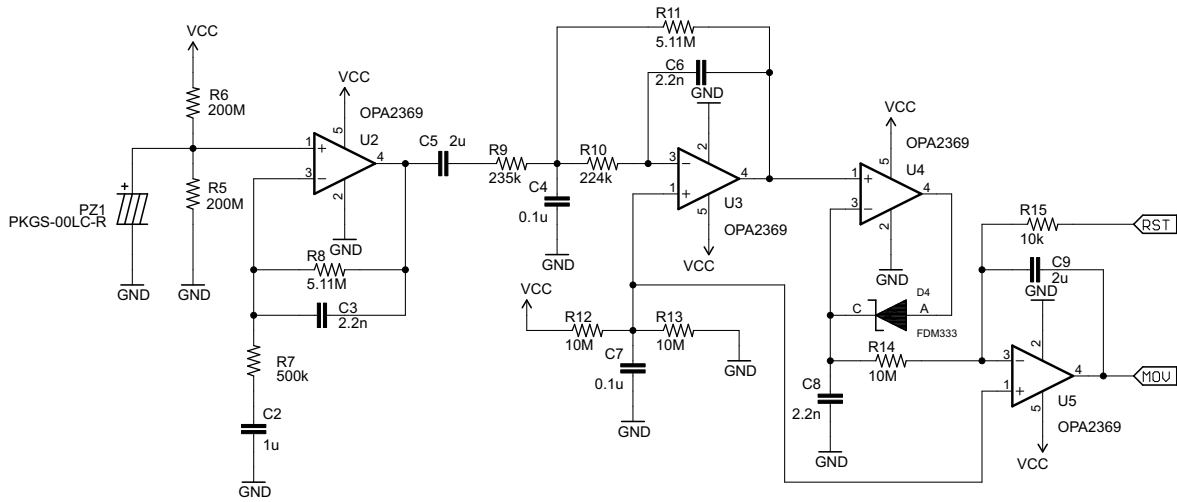 VCC
R6
200M
R5
200M
+
PZ1
PKGS-00LC-R
GND
GND
VCC
OPA2369
U2
1
3
5
2
4
+
−
GND
R8
5.11M
C3
2.2n
R7
500k
C2
1u
GND
C5
2u
R9
235k
C4
0.1u
GND
R10
224k
R11
5.11M
C6
2.2n
GND
2
3
1
4
5
−
+
U3
OPA2369
VCC
VCC
R12
10M
R13
10M
GND
C7
0.1u
GND
VCC
OPA2369
U4
1
3
5
2
4
+
−
GND
D4
C
A
FDM333
R14
10M
C8
2.2n
GND
R15
10k
RST
C9
2u
GND
2
3
1
4
5
−
+
U5
OPA2369
VCC
MOV